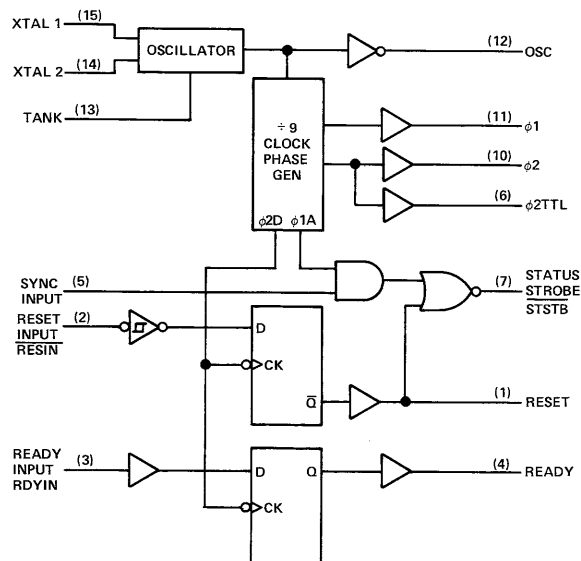 XTAL 1 (15)
OSCILLATOR
XTAL 2 (14)
TANK (13)
(12) OSC
÷ 9
CLOCK
PHASE
GEN
ϕ2D ϕ1A
(11) ϕ1
(10) ϕ2
(6) ϕ2TTL
SYNC
INPUT
(5)
RESET
INPUT
RESIN
(2)
D
CK
Q
(7)
STATUS
STROBE
STSTB
(1) RESET
READY
INPUT
RDYIN
(3)
D Q
CK
(4) READY